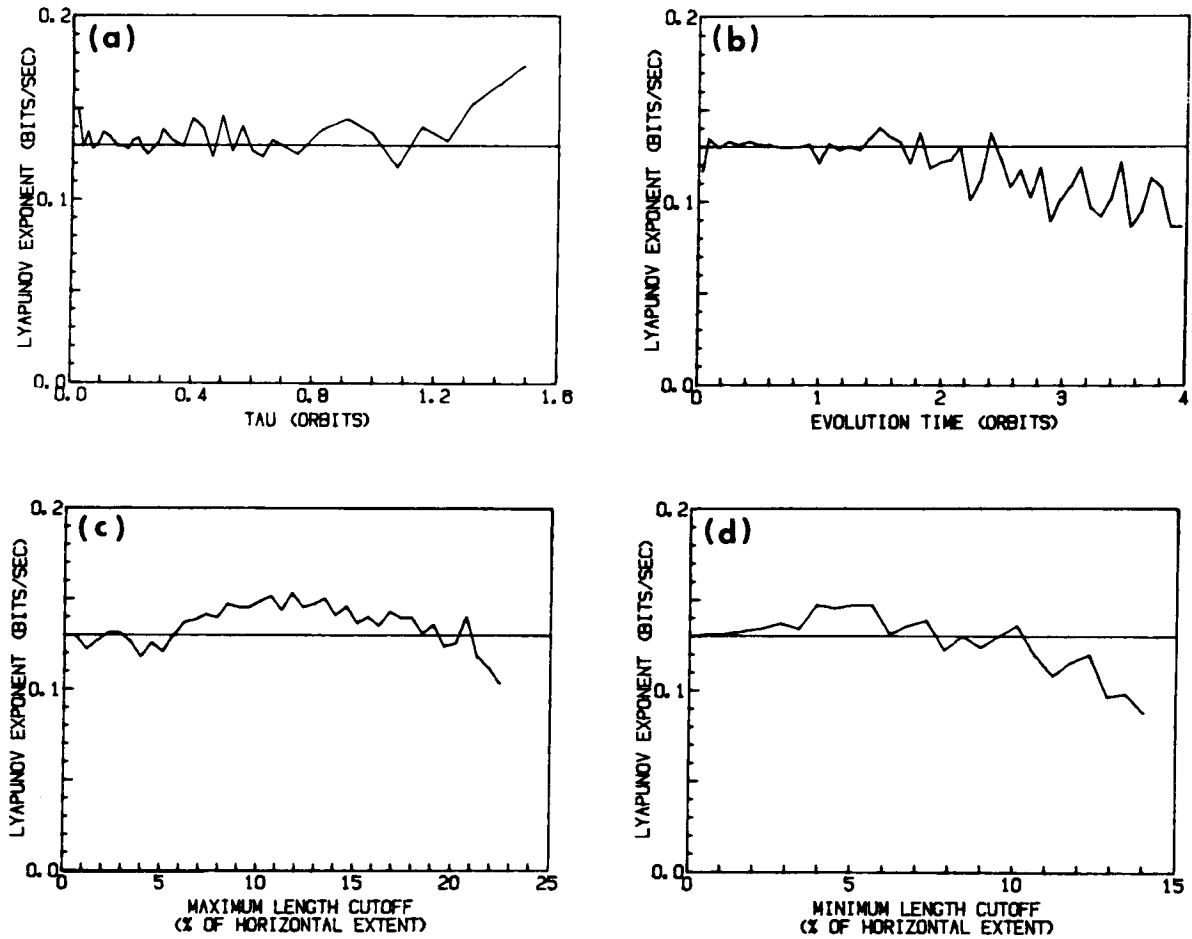 (a)
LYAPUNOV EXPONENT (BITS/SEC)
0.2
0.1
0.0
0.0 0.4 0.8 1.2 1.6
TAU (ORBITS)
(b)
LYAPUNOV EXPONENT (BITS/SEC)
0.2
0.1
0.0
0 1 2 3 4
EVOLUTION TIME (ORBITS)
(c)
LYAPUNOV EXPONENT (BITS/SEC)
0.2
0.1
0.0
0 5 10 15 20 25
MAXIMUM LENGTH CUTOFF
(% OF HORIZONTAL EXTENT)
(d)
LYAPUNOV EXPONENT (BITS/SEC)
0.2
0.1
0.0
0 5 10 15
MINIMUM LENGTH CUTOFF
(% OF HORIZONTAL EXTENT)